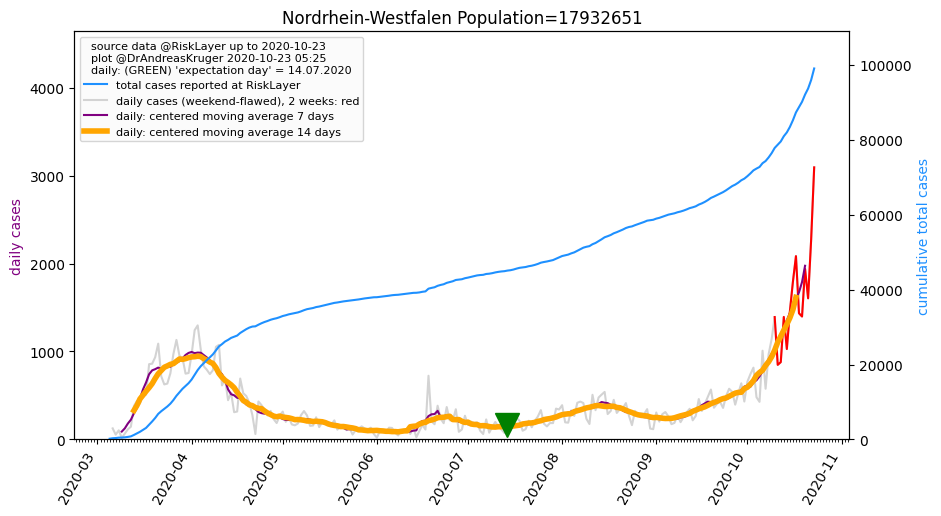 Nordrhein-Westfalen Population=17932651
source data @RiskLayer up to 2020-10-23
plot @DrAndreasKruger 2020-10-23 05:25
daily: (GREEN) 'expectation day' = 14.07.2020
total cases reported at RiskLayer
daily cases (weekend-flawed), 2 weeks: red
daily: centered moving average 7 days
daily: centered moving average 14 days
daily cases
4000
3000
2000
1000
0
cumulative total cases
100000
80000
60000
40000
20000
0
2020-03
2020-04
2020-05
2020-06
2020-07
2020-08
2020-09
2020-10
2020-11